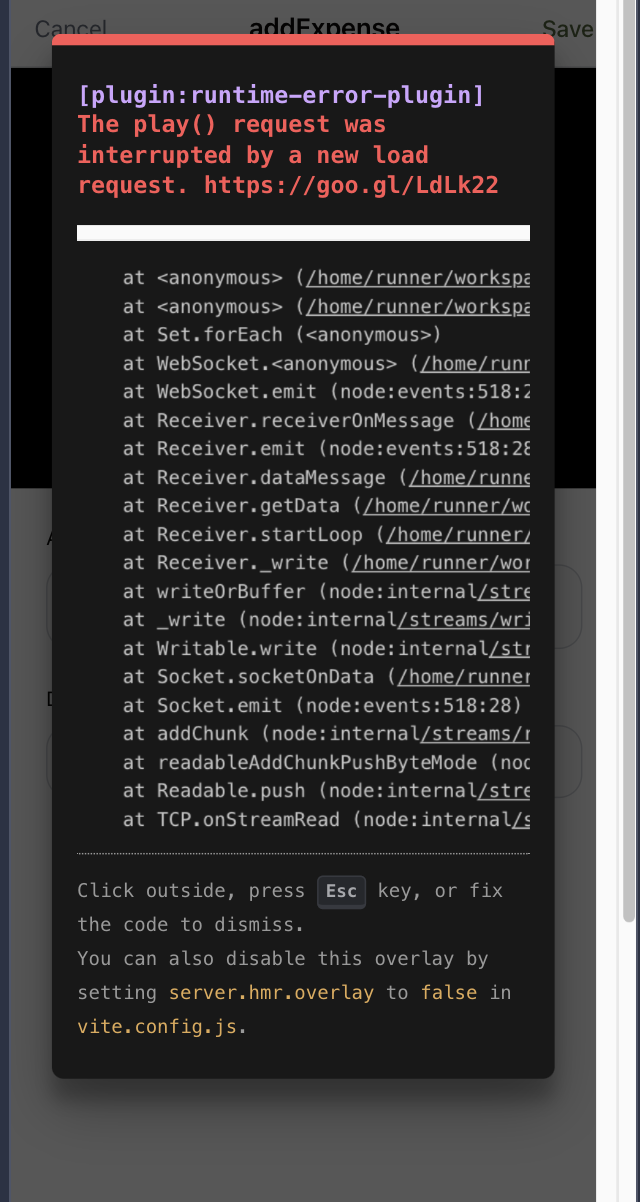 Cancel addExpense Save
[plugin:runtime-error-plugin]
The play() request was
interrupted by a new load
request. https://goo.gl/LdLk22
at <anonymous> (/home/runner/workspa
at <anonymous> (/home/runner/workspa
at Set.forEach (<anonymous>)
at WebSocket.<anonymous> (/home/runn
at WebSocket.emit (node:events:518:2
at Receiver.receiverOnMessage (/home
at Receiver.emit (node:events:518:28
at Receiver.dataMessage (/home/runne
at Receiver.getData (/home/runner/wo
at Receiver.startLoop (/home/runner/
at Receiver._write (/home/runner/wor
at writeOrBuffer (node:internal/stre
at _write (node:internal/streams/wri
at Writable.write (node:internal/str
at Socket.socketOnData (/home/runner
at Socket.emit (node:events:518:28)
at addChunk (node:internal/streams/r
at readableAddChunkPushByteMode (nod
at Readable.push (node:internal/stre
at TCP.onStreamRead (node:internal/s
Click outside, press Esc key, or fix
the code to dismiss.
You can also disable this overlay by
setting server.hmr.overlay to false in
vite.config.js.